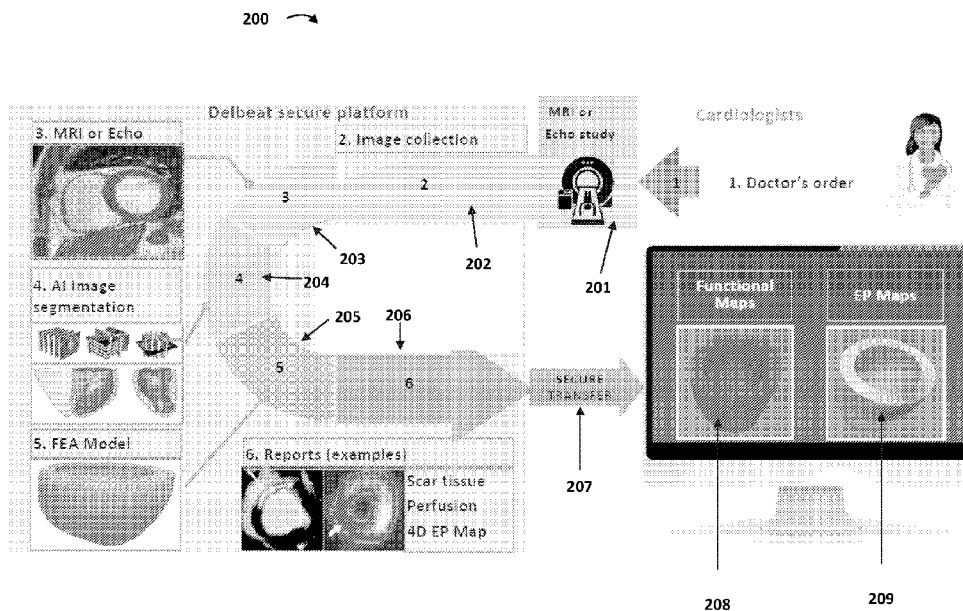 200
Delbeat secure platform
MRI or
Echo study
Cardiologists
3. MRI or Echo
2. Image collection
3
2
1
1. Doctor's order
203
202
201
4
204
4. AI image
segmentation
205
206
5
6
5. FEA Model
SECURE
TRANSFER
207
Functional
Maps
EP Maps
6. Reports (examples)
Scar tissue
Perfusion
4D EP Map
208
209